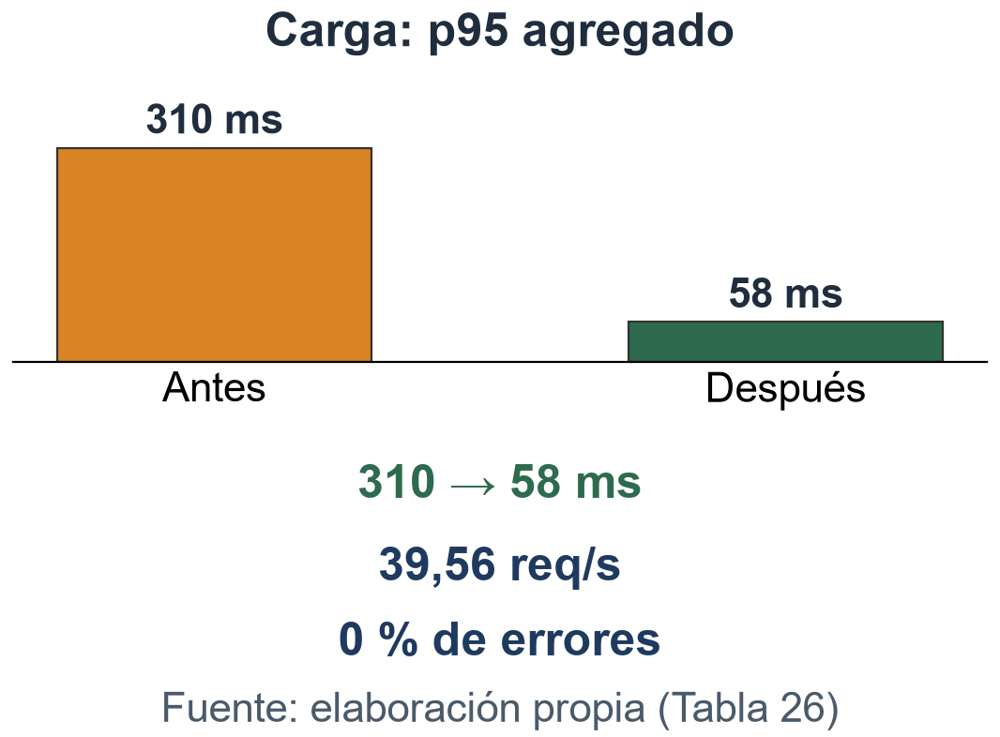 Carga: p95 agregado
310 ms
58 ms
Antes
Después
310 → 58 ms
39,56 req/s
0 % de errores
Fuente: elaboración propia (Tabla 26)